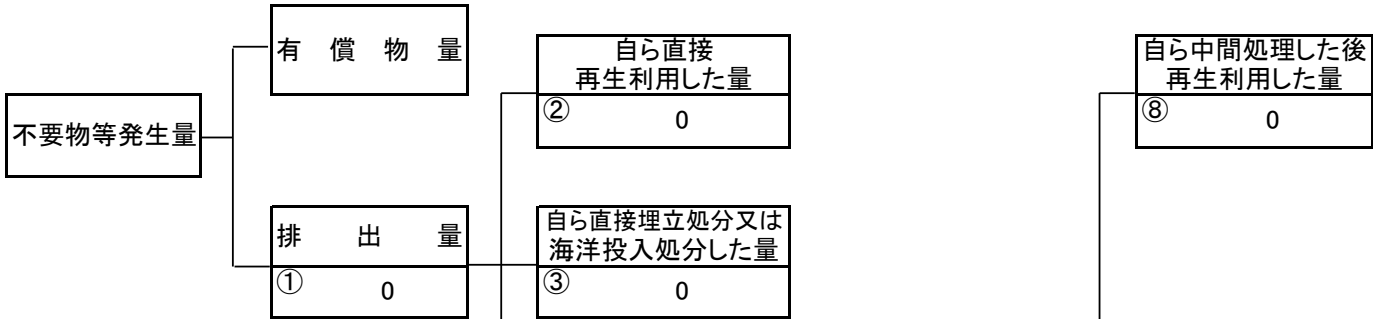 有償物量
自ら直接
再生利用した量
② 0
自ら中間処理した後
再生利用した量
⑧ 0
不要物等発生量
排出量
① 0
自ら直接埋立処分又は
海洋投入処分した量
③ 0